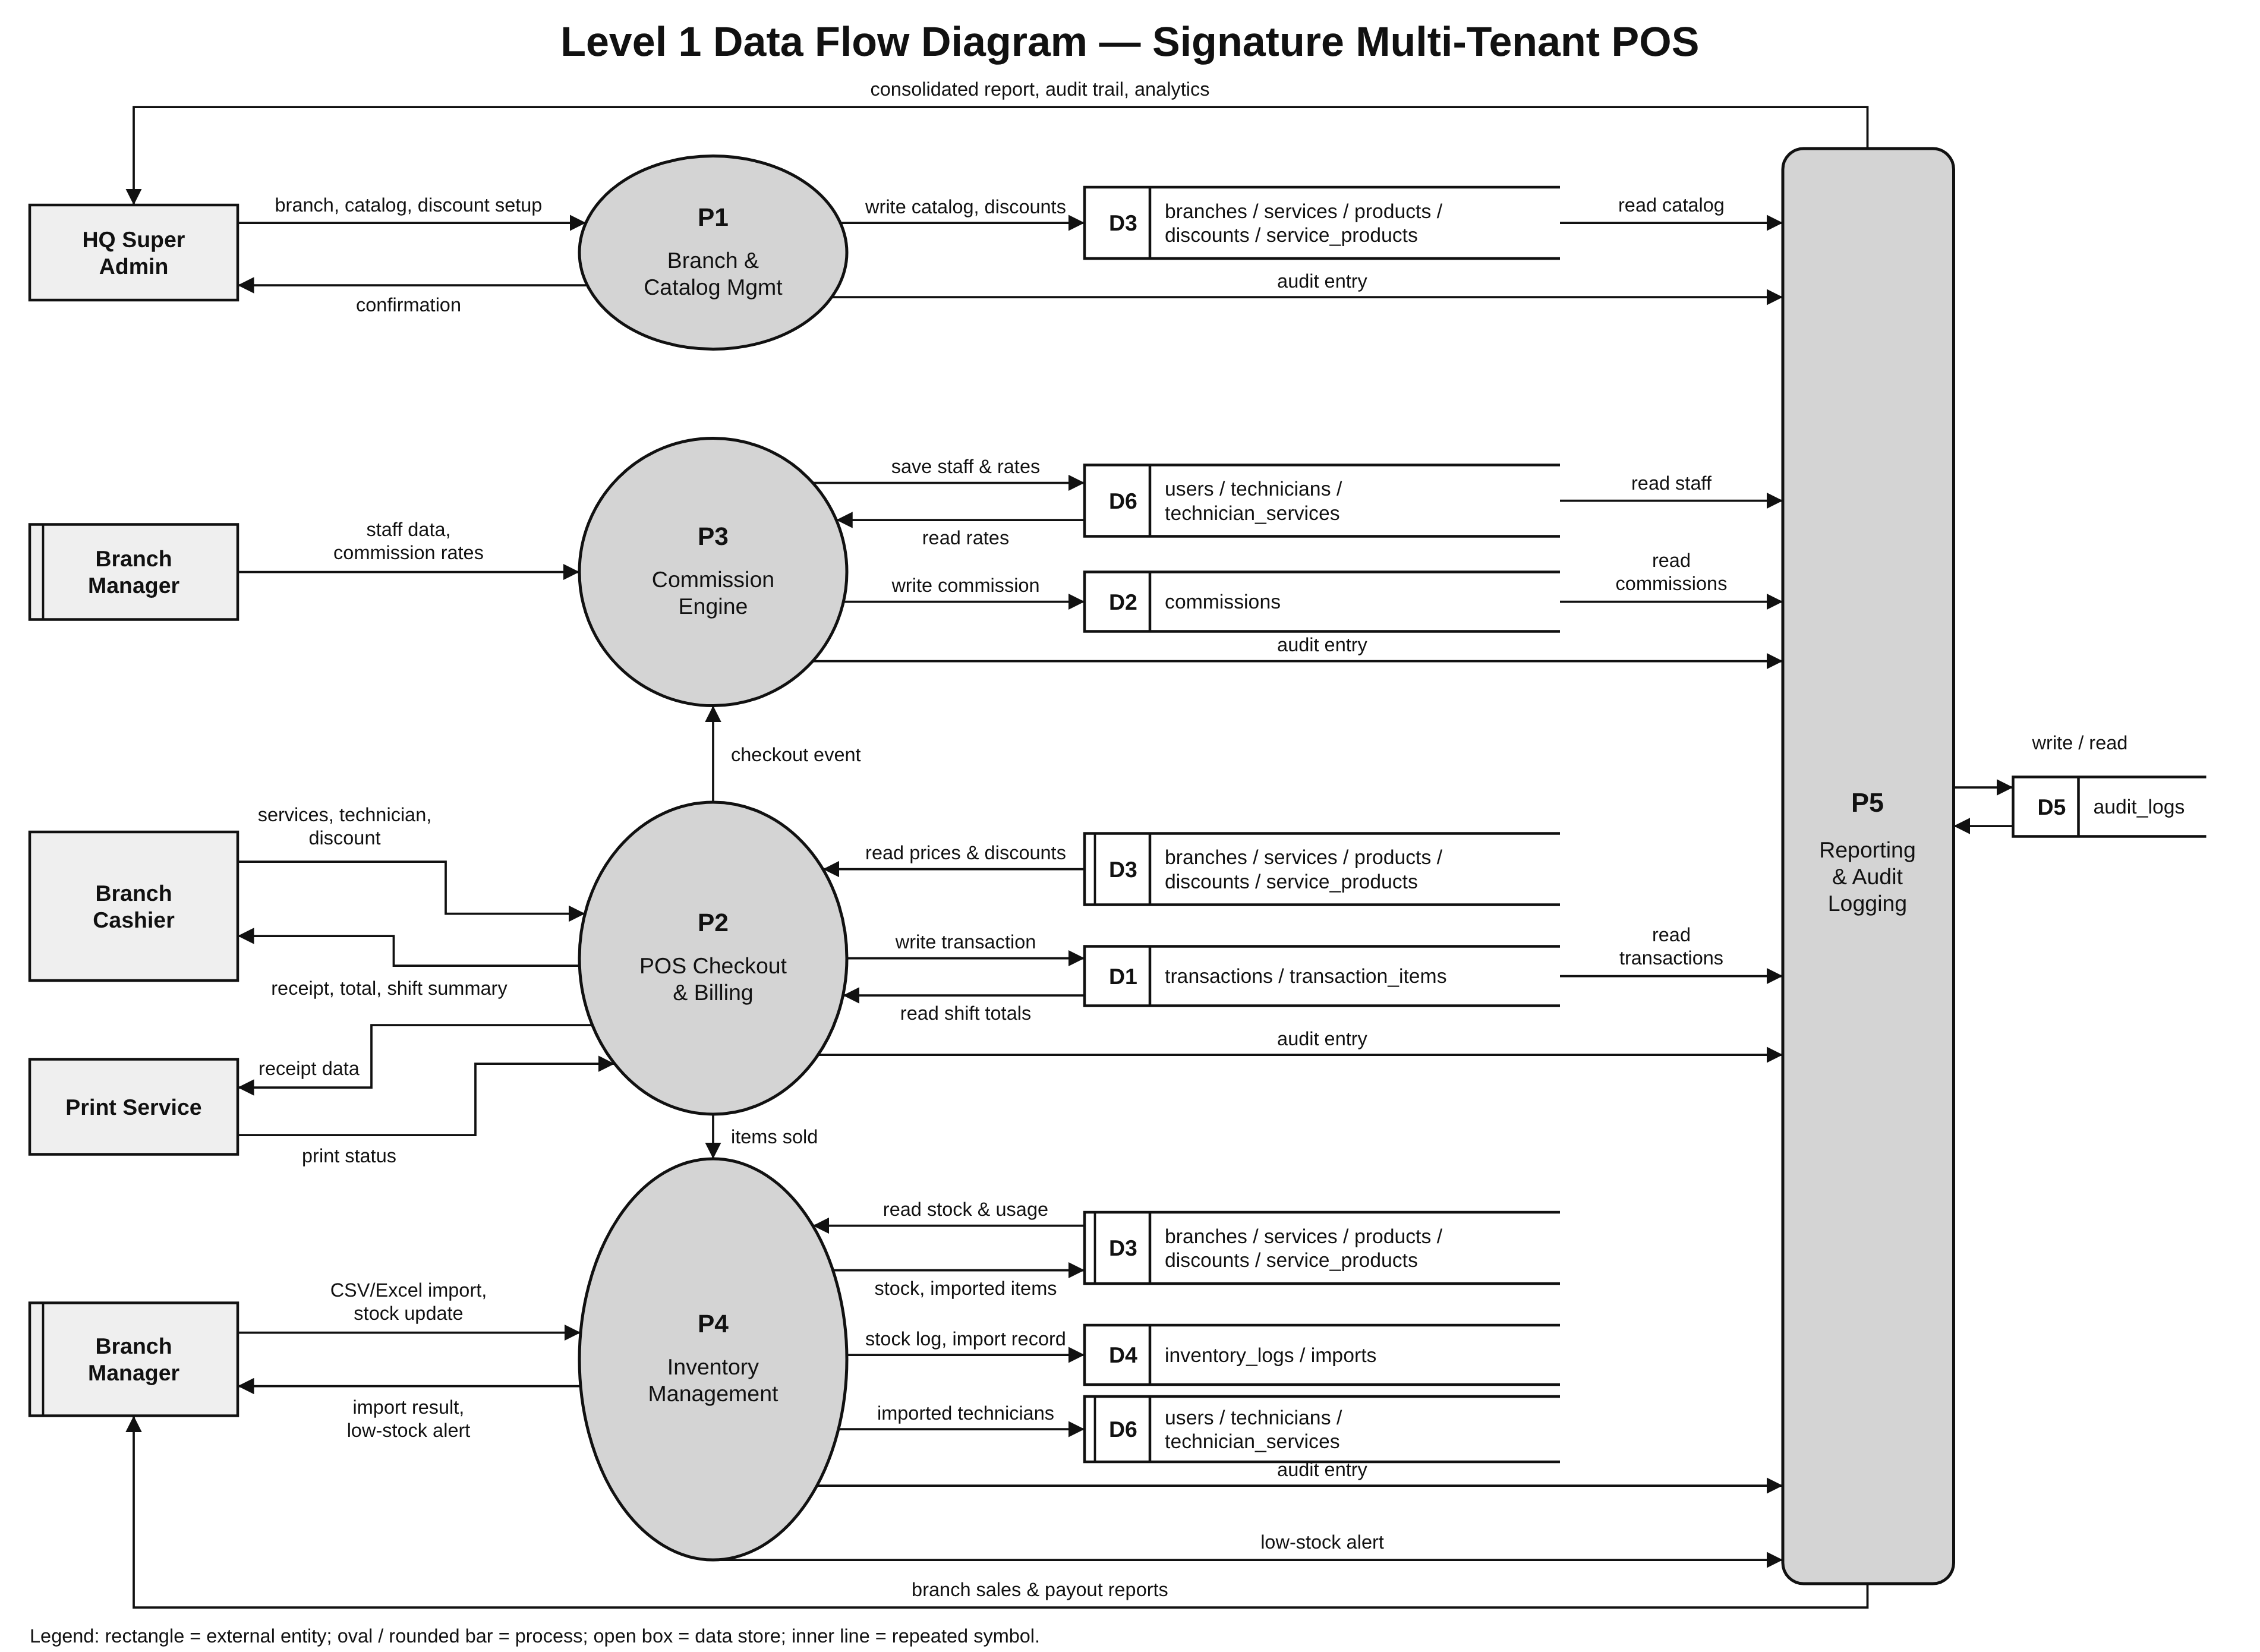 Level 1 Data Flow Diagram — Signature Multi-Tenant POS
consolidated report, audit trail, analytics
HQ Super
Admin
branch, catalog, discount setup
confirmation
P1
Branch &
Catalog Mgmt
write catalog, discounts
D3
branches / services / products /
discounts / service_products
read catalog
audit entry
Branch
Manager
staff data,
commission rates
P3
Commission
Engine
save staff & rates
read rates
D6
users / technicians /
technician_services
read staff
write commission
D2
commissions
read
commissions
audit entry
checkout event
Branch
Cashier
services, technician,
discount
receipt, total, shift summary
P2
POS Checkout
& Billing
read prices & discounts
D3
branches / services / products /
discounts / service_products
write transaction
read shift totals
D1
transactions / transaction_items
read
transactions
audit entry
Print Service
receipt data
print status
items sold
P5
Reporting
& Audit
Logging
write / read
D5
audit_logs
Branch
Manager
CSV/Excel import,
stock update
import result,
low-stock alert
P4
Inventory
Management
read stock & usage
stock, imported items
D3
branches / services / products /
discounts / service_products
stock log, import record
D4
inventory_logs / imports
imported technicians
D6
users / technicians /
technician_services
audit entry
low-stock alert
branch sales & payout reports
Legend: rectangle = external entity; oval / rounded bar = process; open box = data store; inner line = repeated symbol.